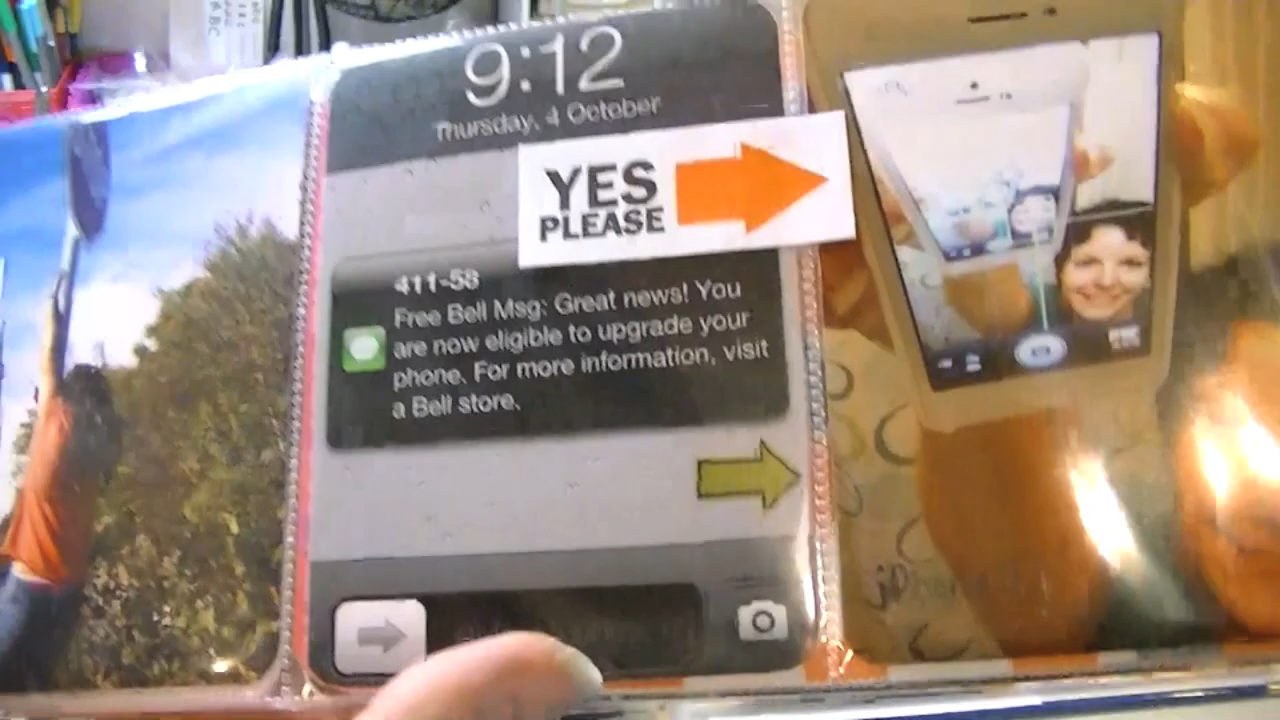 9:12
Thursday, 4 October
YES
PLEASE
411-58
Free Bell Msg: Great news! You
are now eligible to upgrade your
phone. For more information, visit
a Bell store.